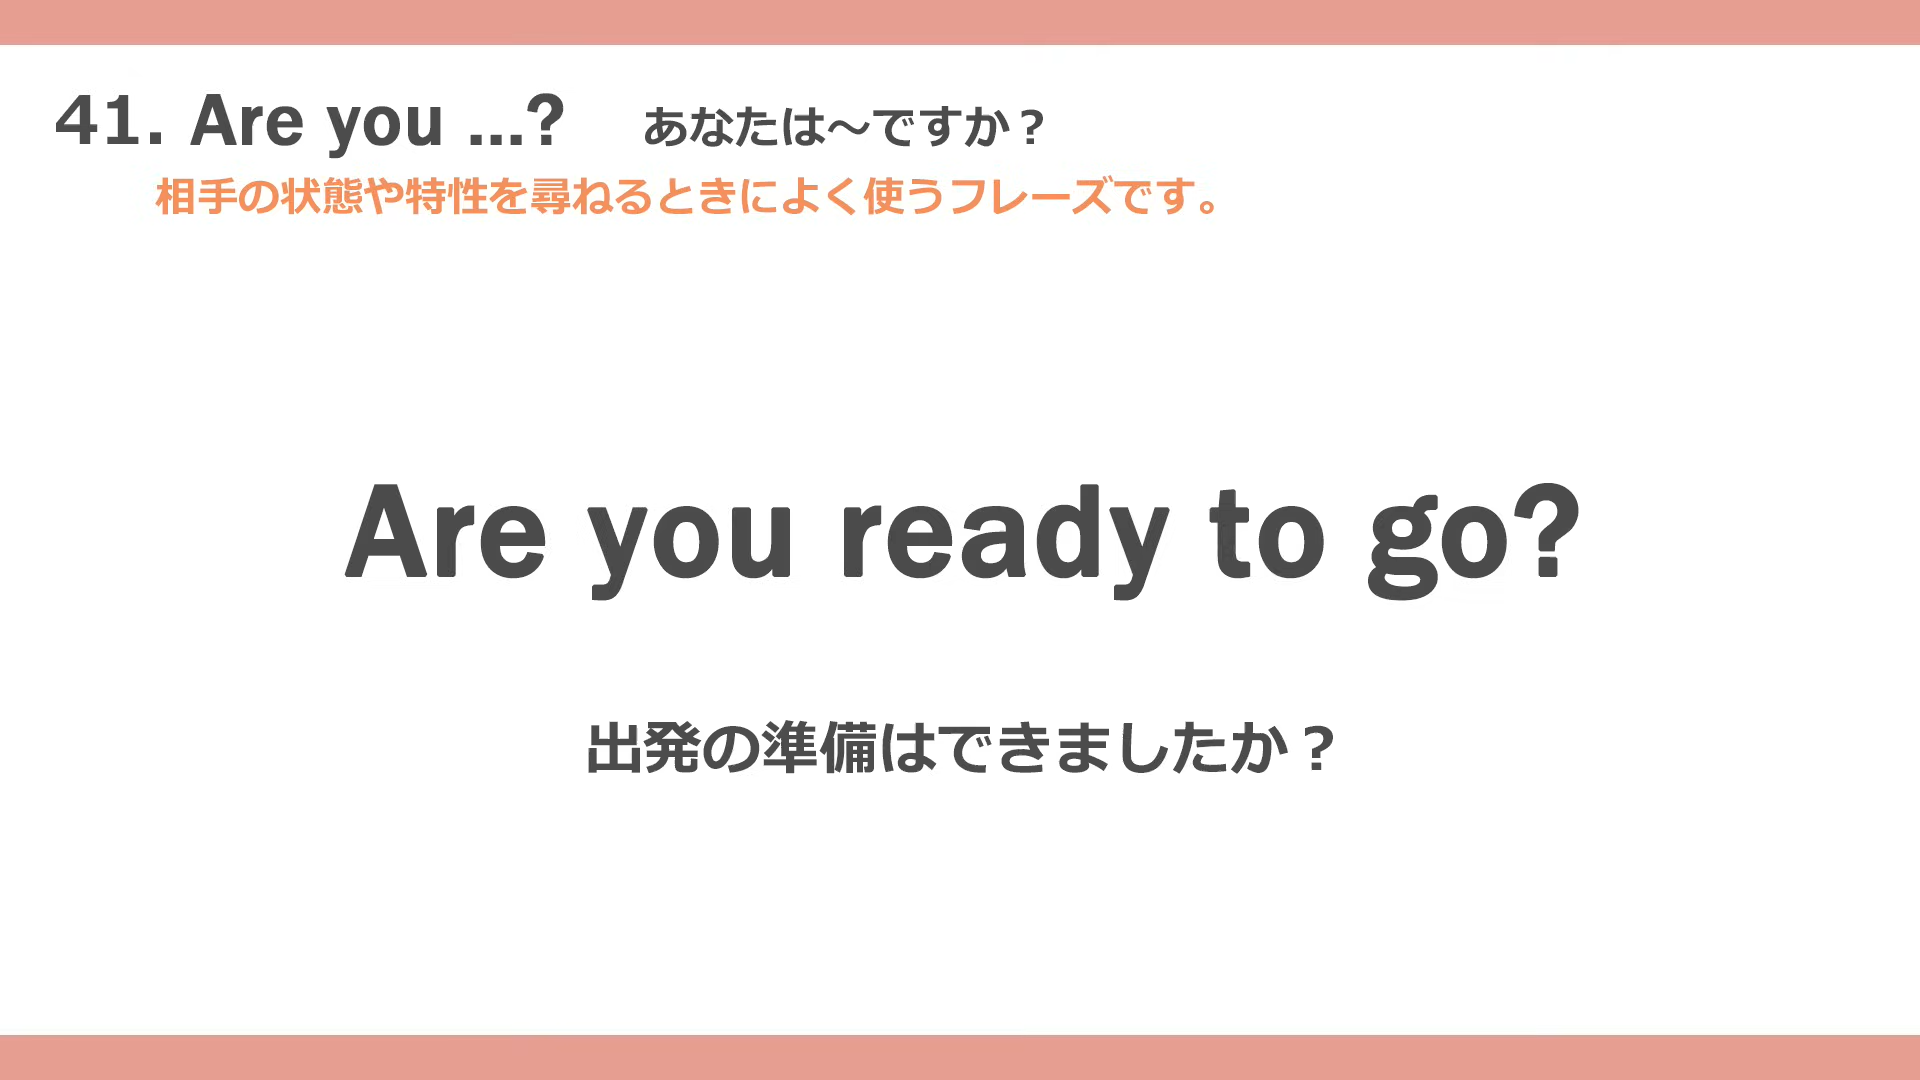 41. Are you ...? あなたは～ですか？
相手の状態や特性を尋ねるときによく使うフレーズです。
Are you ready to go?
出発の準備はできましたか？